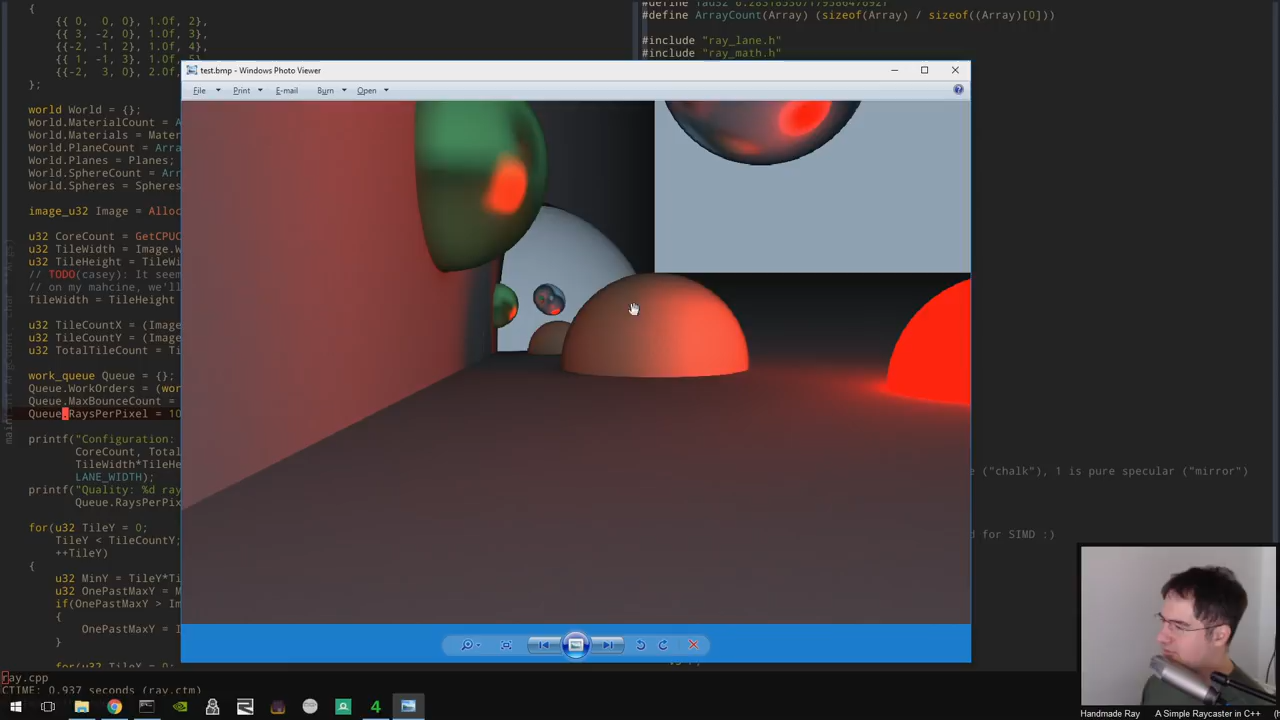 {
{{ 0,  0, 0}, 1.0f, 2},
{{ 3, -2, 0}, 1.0f, 3},
{{-2, -1, 2}, 1.0f, 4},
{{ 1, -1, 3}, 1.0f, 5},
{{-2,  3, 0}, 2.0f,
};
world World = {};
World.MaterialCount = A
World.Materials = Mater
World.PlaneCount = Arra
World.Planes = Planes;
World.SphereCount = Arr
World.Spheres = Spheres
image_u32 Image = Alloc
u32 CoreCount = GetCPUC
u32 TileWidth = Image.W
u32 TileHeight = TileWi
// TODO(casey): It seem
// on my mahcine, we'll
TileWidth = TileHeight
u32 TileCountX = (Image
u32 TileCountY = (Image
u32 TotalTileCount = Ti
work_queue Queue = {};
Queue.WorkOrders = (wor
Queue.MaxBounceCount =
Queue.RaysPerPixel = 10
printf("Configuration:
CoreCount, Total
TileWidth*TileHe
LANE_WIDTH);
printf("Quality: %d ray
Queue.RaysPerPix
for(u32 TileY = 0;
TileY < TileCountY;
++TileY)
{
u32 MinY = TileY*Ti
u32 OnePastMaxY = M
if(OnePastMaxY > Im
{
OnePastMaxY = I
}
ray.cpp
CTIME: 0.937 seconds (ray.ctm)
#define ArrayCount(Array) (sizeof(Array) / sizeof((Array)[0]))
#include "ray_lane.h"
#include "ray_math.h"
test.bmp - Windows Photo Viewer
File Print E-mail Burn Open
e ("chalk"), 1 is pure specular ("mirror")
d for SIMD :)
4
Handmade Ray A Simple Raycaster in C++